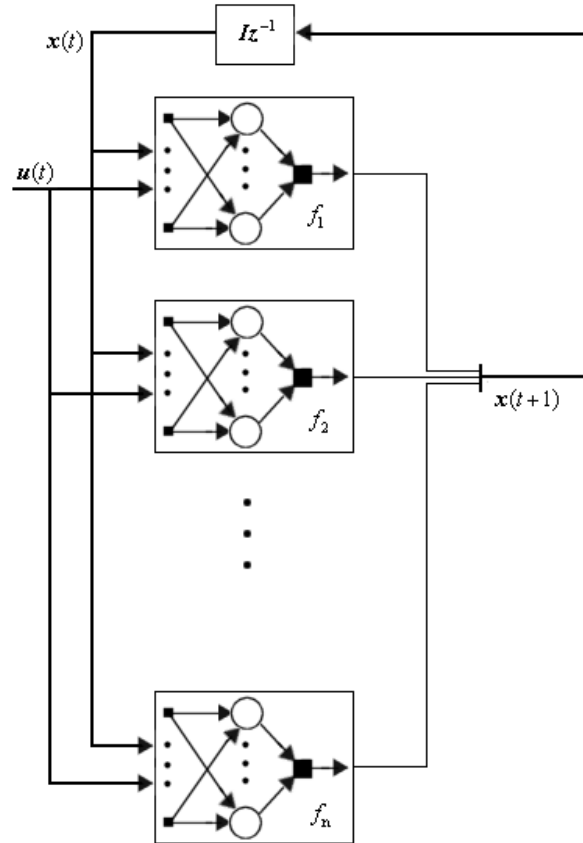 x(t)
Iz⁻¹
u(t)
f₁
f₂
x(t+1)
fₙ